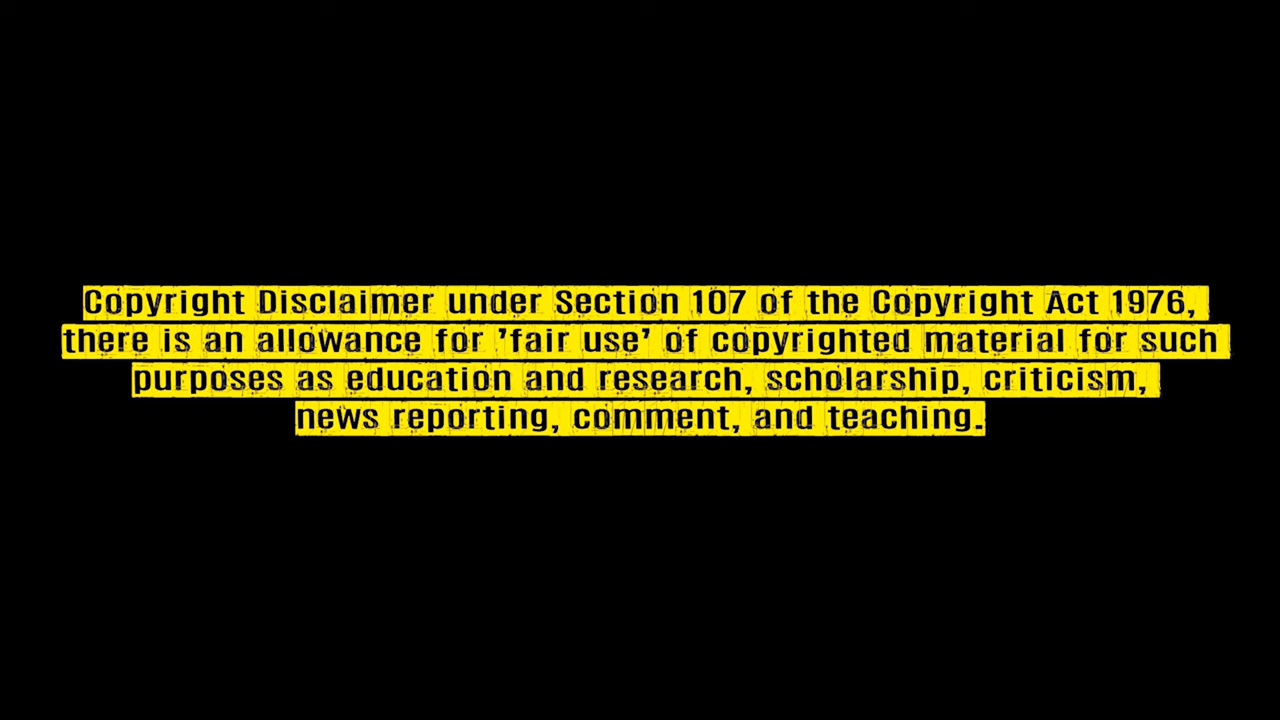 Copyright Disclaimer under Section 107 of the Copyright Act 1976,
there is an allowance for ’fair use’ of copyrighted material for such
purposes as education and research, scholarship, criticism,
news reporting, comment, and teaching.